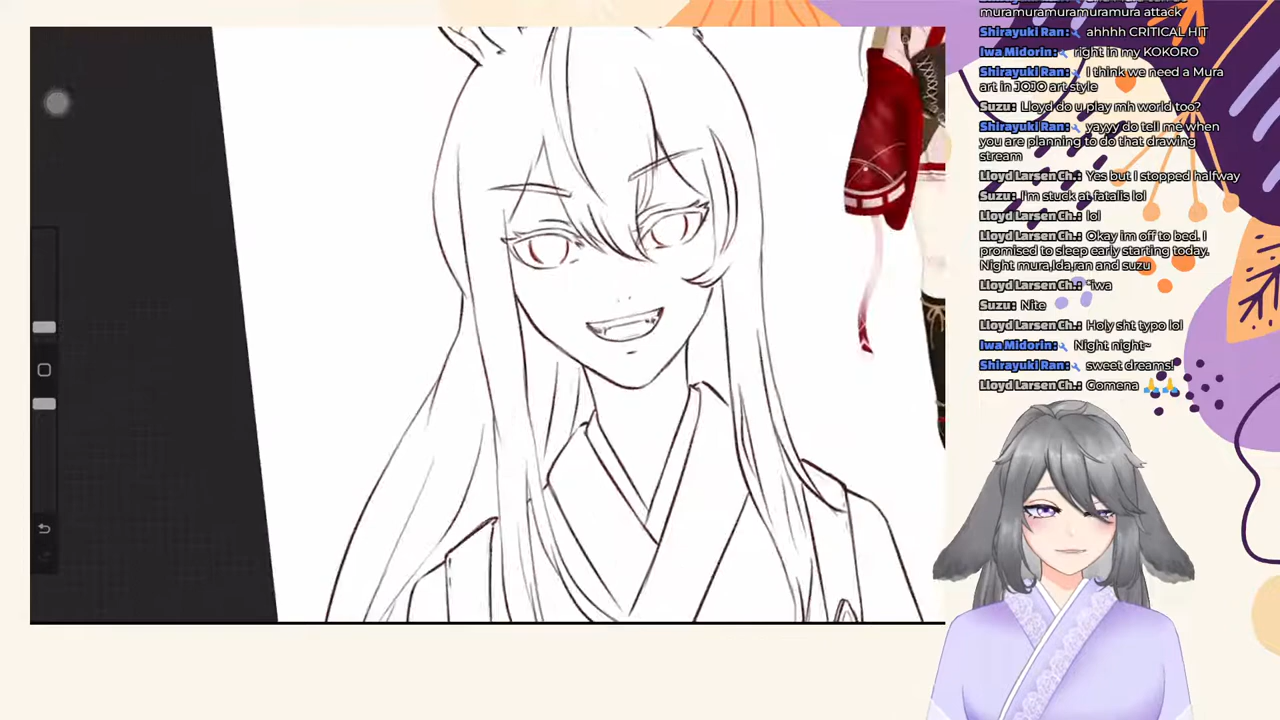 muramuramuramuramura attack
Shirayuki Ran: ahhhh CRITICAL HIT
Iwa Midorin: right in my KOKORO
Shirayuki Ran: I think we need a Mura
art in JOJO art style
Suzu: Lloyd do u play mh world too?
Shirayuki Ran: yayyy do tell me when
you are planning to do that drawing
stream
Lloyd Larsen Ch.: Yes but I stopped halfway
Suzu: I'm stuck at fatalis lol
Lloyd Larsen Ch.: lol
Lloyd Larsen Ch.: Okay im off to bed. I
promised to sleep early starting today.
Night mura,Ida,ran and suzu
Lloyd Larsen Ch.: *iwa
Suzu: Nite
Lloyd Larsen Ch.: Holy sht typo lol
Iwa Midorin: Night night~
Shirayuki Ran: sweet dreams!
Lloyd Larsen Ch.: Gomena 🙏🙏